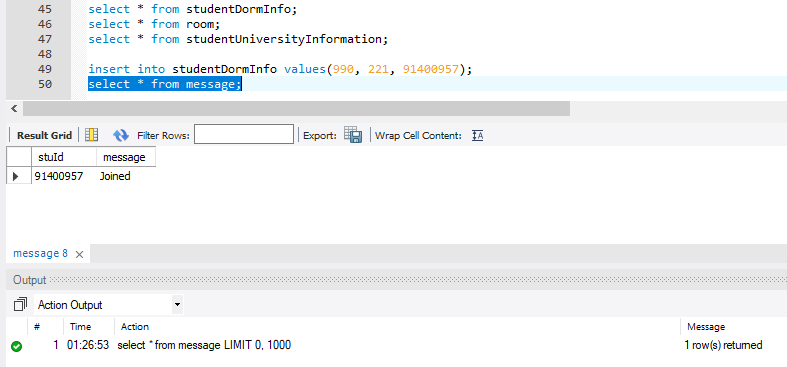 45 select * from studentDormInfo;
46 select * from room;
47 select * from studentUniversityInformation;
48
49 insert into studentDormInfo values(990, 221, 91400957);
50 select * from message;
Result Grid Filter Rows: Export: Wrap Cell Content: IA
stuId message
91400957 Joined
message 8 ×
Output
Action Output
# Time Action Message
1 01:26:53 select * from message LIMIT 0, 1000 1 row(s) returned